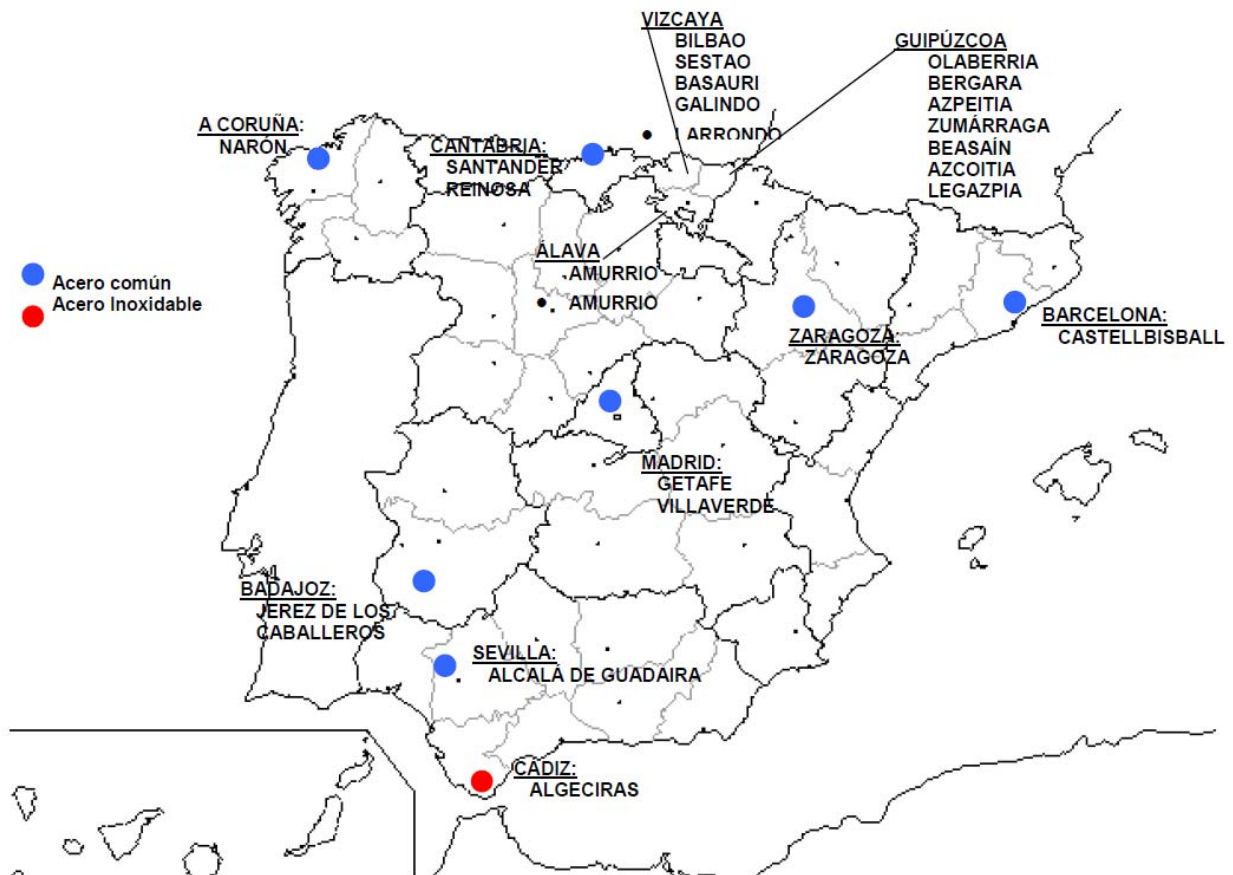 VIZCAYA
BILBAO
SESTAO
BASAURI
GALINDO
• LARRONDO
GUIPÚZCOA
OLABERRIA
BERGARA
AZPEITIA
ZUMÁRRAGA
BEASAÍN
AZCOITIA
LEGAZPIA
A CORUÑA:
NARÓN
CANTABRIA:
SANTANDER
REINOSA
ÁLAVA
AMURRIO
• AMURRIO
Acero común
Acero Inoxidable
ZARAGOZA:
ZARAGOZA
BARCELONA:
CASTELLBISBALL
MADRID:
GETAFE
VILLAVERDE
BADAJOZ:
JEREZ DE LOS
CABALLEROS
SEVILLA:
ALCALÁ DE GUADAIRA
CÁDIZ:
ALGECIRAS